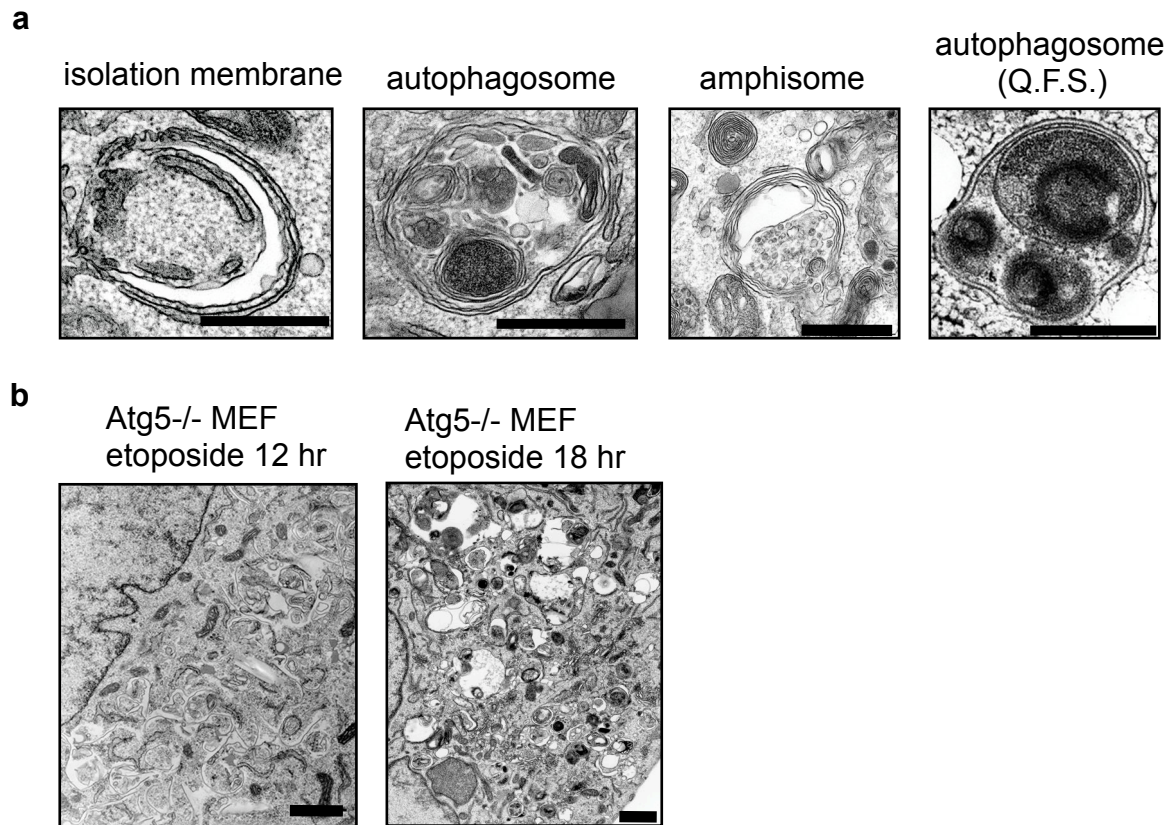 a
isolation membrane
autophagosome
amphisome
autophagosome
(Q.F.S.)
b
Atg5-/- MEF
etoposide 12 hr
Atg5-/- MEF
etoposide 18 hr